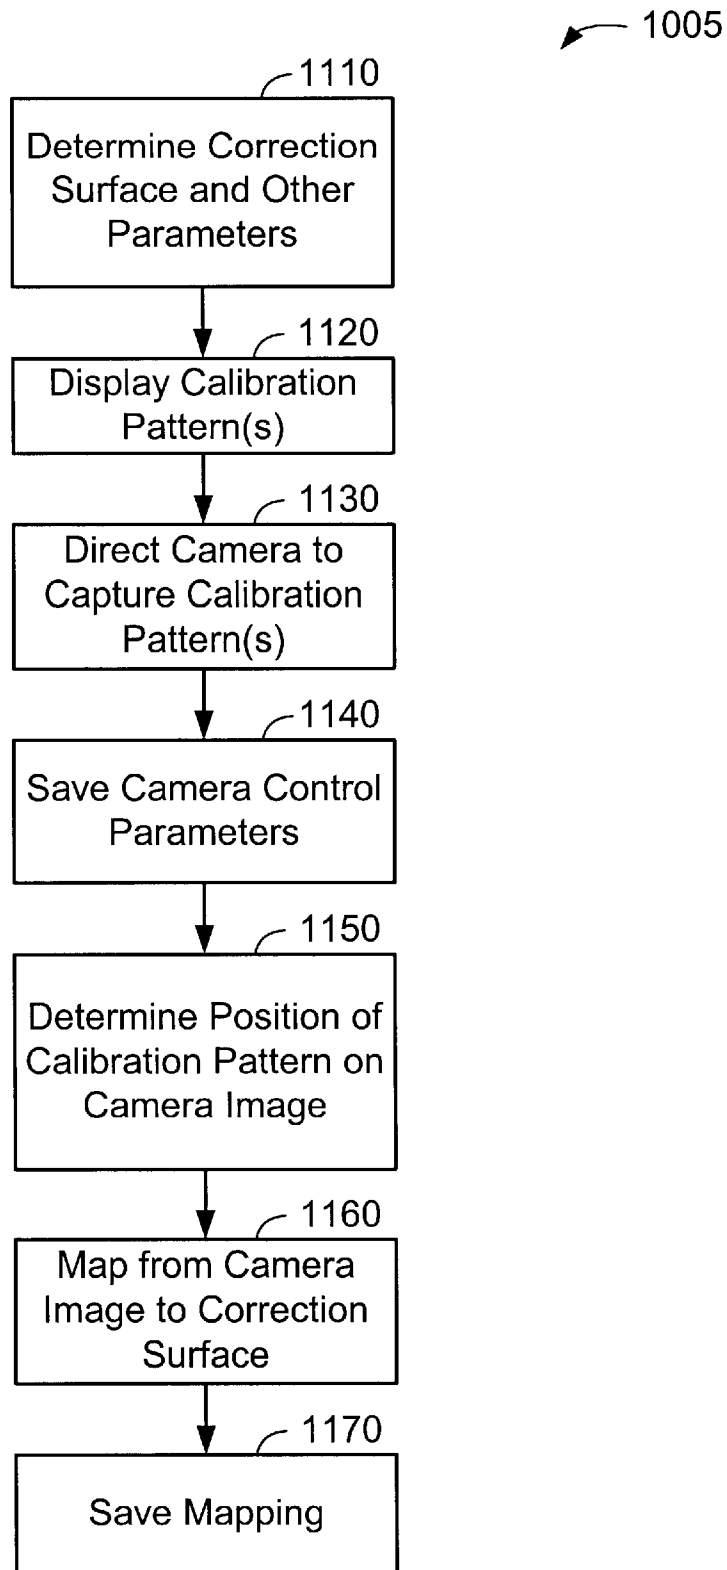 1005
1110
Determine Correction
Surface and Other
Parameters
1120
Display Calibration
Pattern(s)
1130
Direct Camera to
Capture Calibration
Pattern(s)
1140
Save Camera Control
Parameters
1150
Determine Position of
Calibration Pattern on
Camera Image
1160
Map from Camera
Image to Correction
Surface
1170
Save Mapping